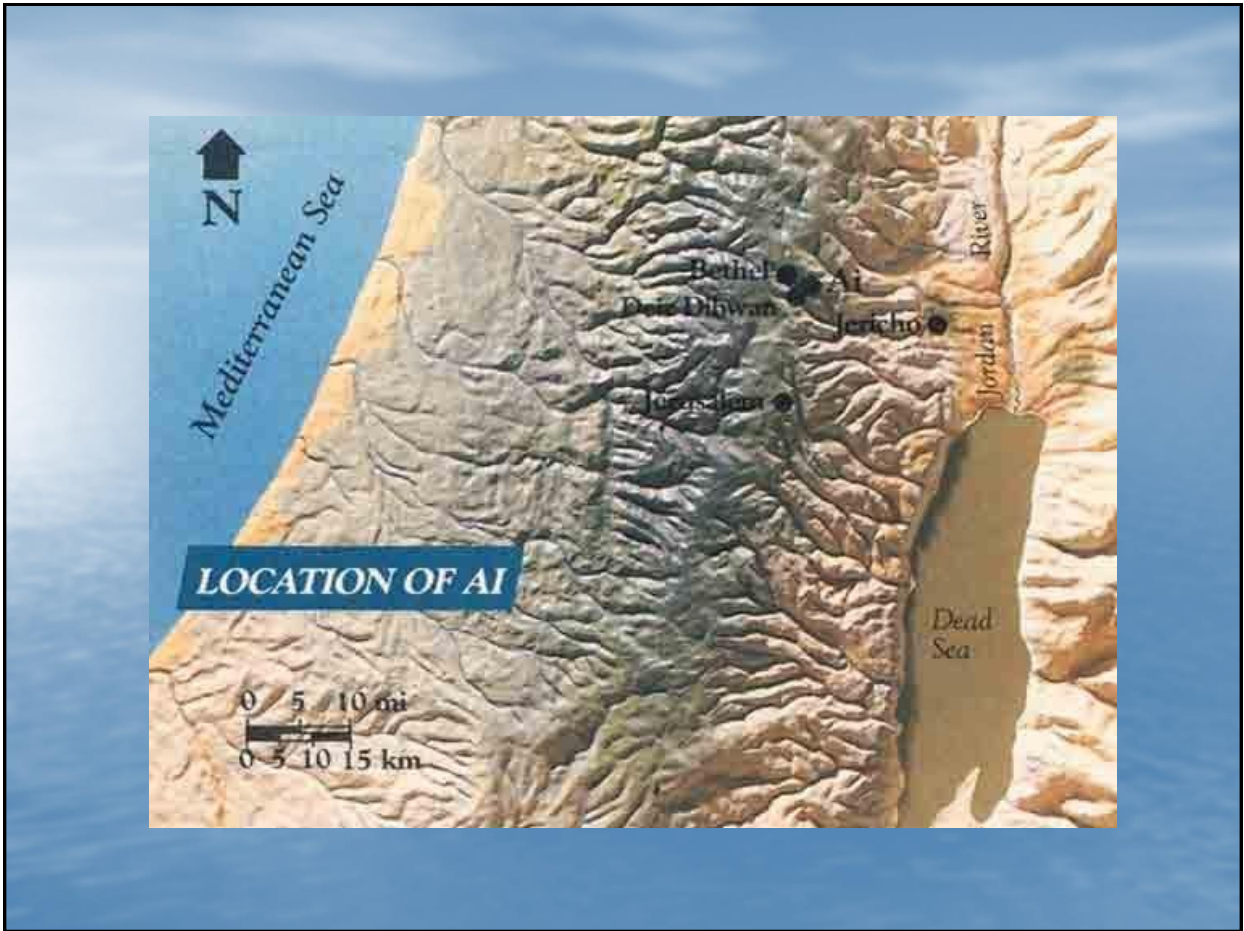 N
Mediterranean Sea
River
Bethel
Ai
Deir Dibwan
Jericho
Jordan
Jerusalem
LOCATION OF AI
Dead
Sea
0 5 10 mi
0 5 10 15 km